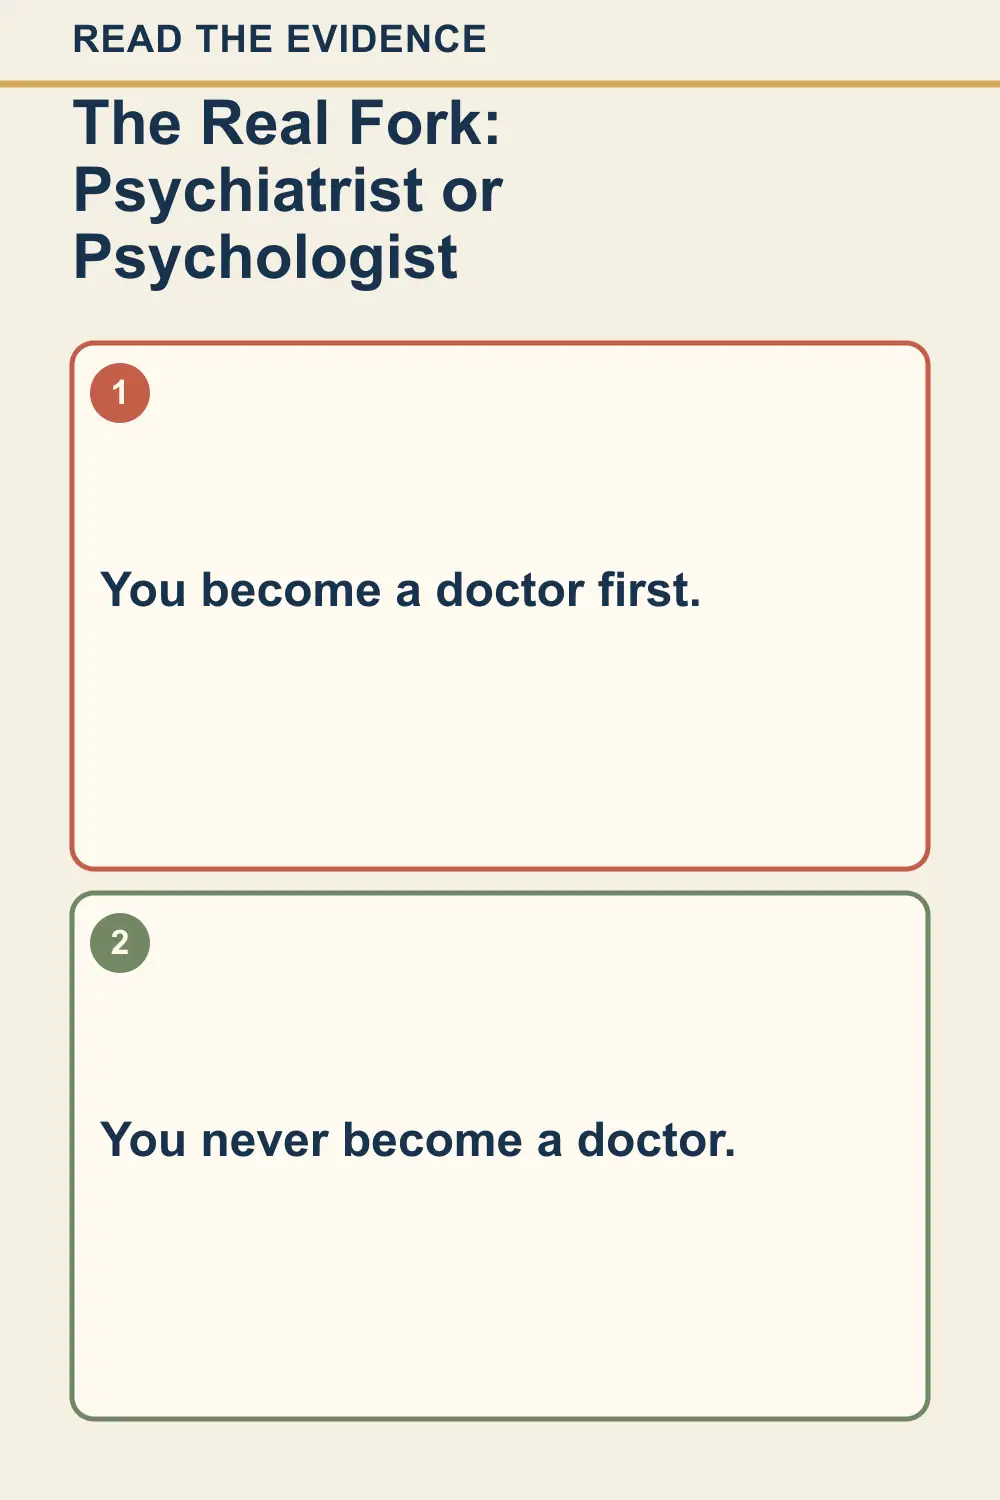 READ THE EVIDENCE
The Real Fork:
Psychiatrist or
Psychologist
1
You become a doctor first.
2
You never become a doctor.